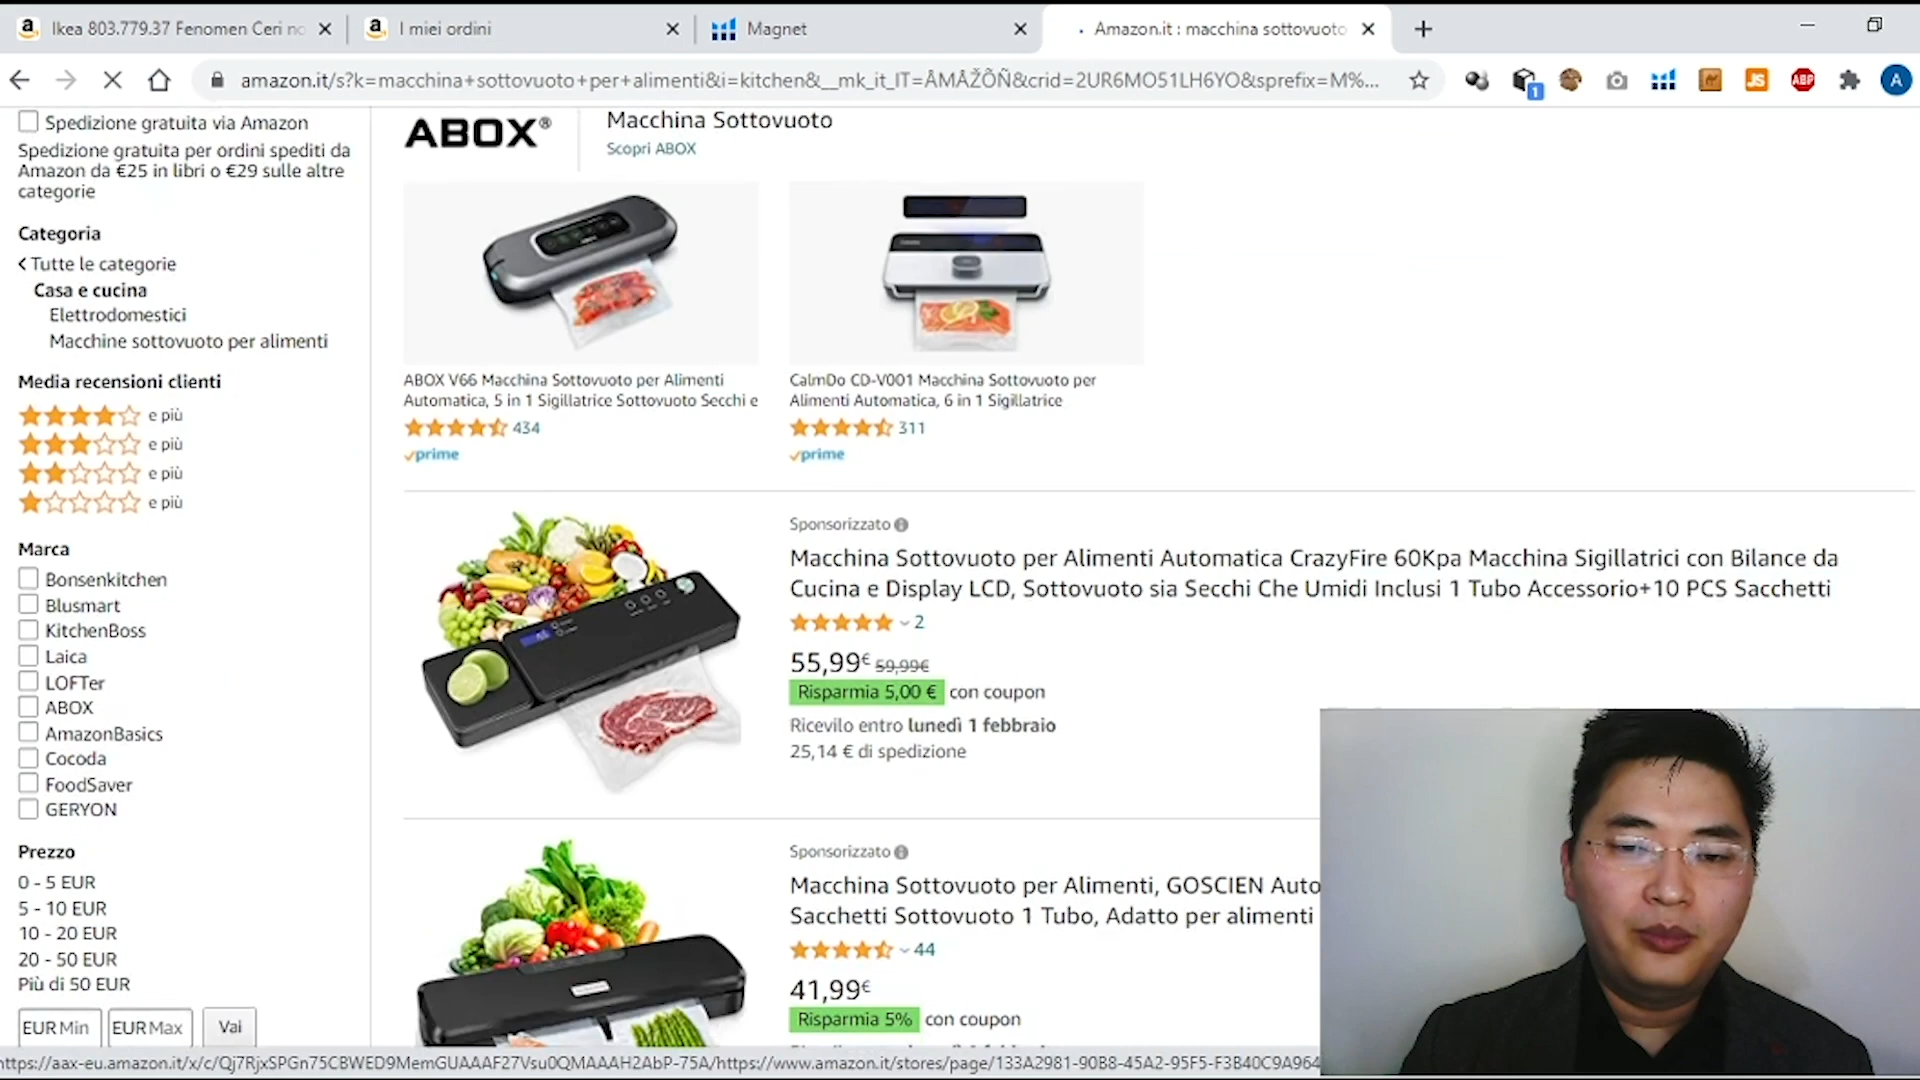 Ikea 803.779.37 Fenomen Ceri no
I miei ordini
Magnet
Amazon.it : macchina sottovuoto
amazon.it/s?k=macchina+sottovuoto+per+alimenti&i=kitchen&__mk_it_IT=ÅMÅŽÕÑ&crid=2UR6MO51LH6YO&sprefix=M%...
1
JS
ABP
A
Spedizione gratuita via Amazon
Spedizione gratuita per ordini spediti da
Amazon da €25 in libri o €29 sulle altre
categorie
Categoria
Tutte le categorie
Casa e cucina
Elettrodomestici
Macchine sottovuoto per alimenti
Media recensioni clienti
e più
e più
e più
e più
Marca
Bonsenkitchen
Blusmart
KitchenBoss
Laica
LOFTer
ABOX
AmazonBasics
Cocoda
FoodSaver
GERYON
Prezzo
0 - 5 EUR
5 - 10 EUR
10 - 20 EUR
20 - 50 EUR
Più di 50 EUR
EUR Min
EUR Max
Vai
ABOX®
Macchina Sottovuoto
Scopri ABOX
ABOX V66 Macchina Sottovuoto per Alimenti
Automatica, 5 in 1 Sigillatrice Sottovuoto Secchi e
434
prime
CalmDo CD-V001 Macchina Sottovuoto per
Alimenti Automatica, 6 in 1 Sigillatrice
311
prime
Sponsorizzato
Macchina Sottovuoto per Alimenti Automatica CrazyFire 60Kpa Macchina Sigillatrici con Bilance da
Cucina e Display LCD, Sottovuoto sia Secchi Che Umidi Inclusi 1 Tubo Accessorio+10 PCS Sacchetti
2
55,99€ 59,99€
Risparmia 5,00 € con coupon
Ricevilo entro lunedì 1 febbraio
25,14 € di spedizione
Sponsorizzato
Macchina Sottovuoto per Alimenti, GOSCIEN Auto
Sacchetti Sottovuoto 1 Tubo, Adatto per alimenti
44
41,99€
Risparmia 5% con coupon
https://aax-eu.amazon.it/x/c/Qj7RjxSPGn75CBWED9MemGUAAAF27Vsu0QMAAAH2AbP-75A/https://www.amazon.it/stores/page/133A2981-90B8-45A2-95F5-F3B40C9A964